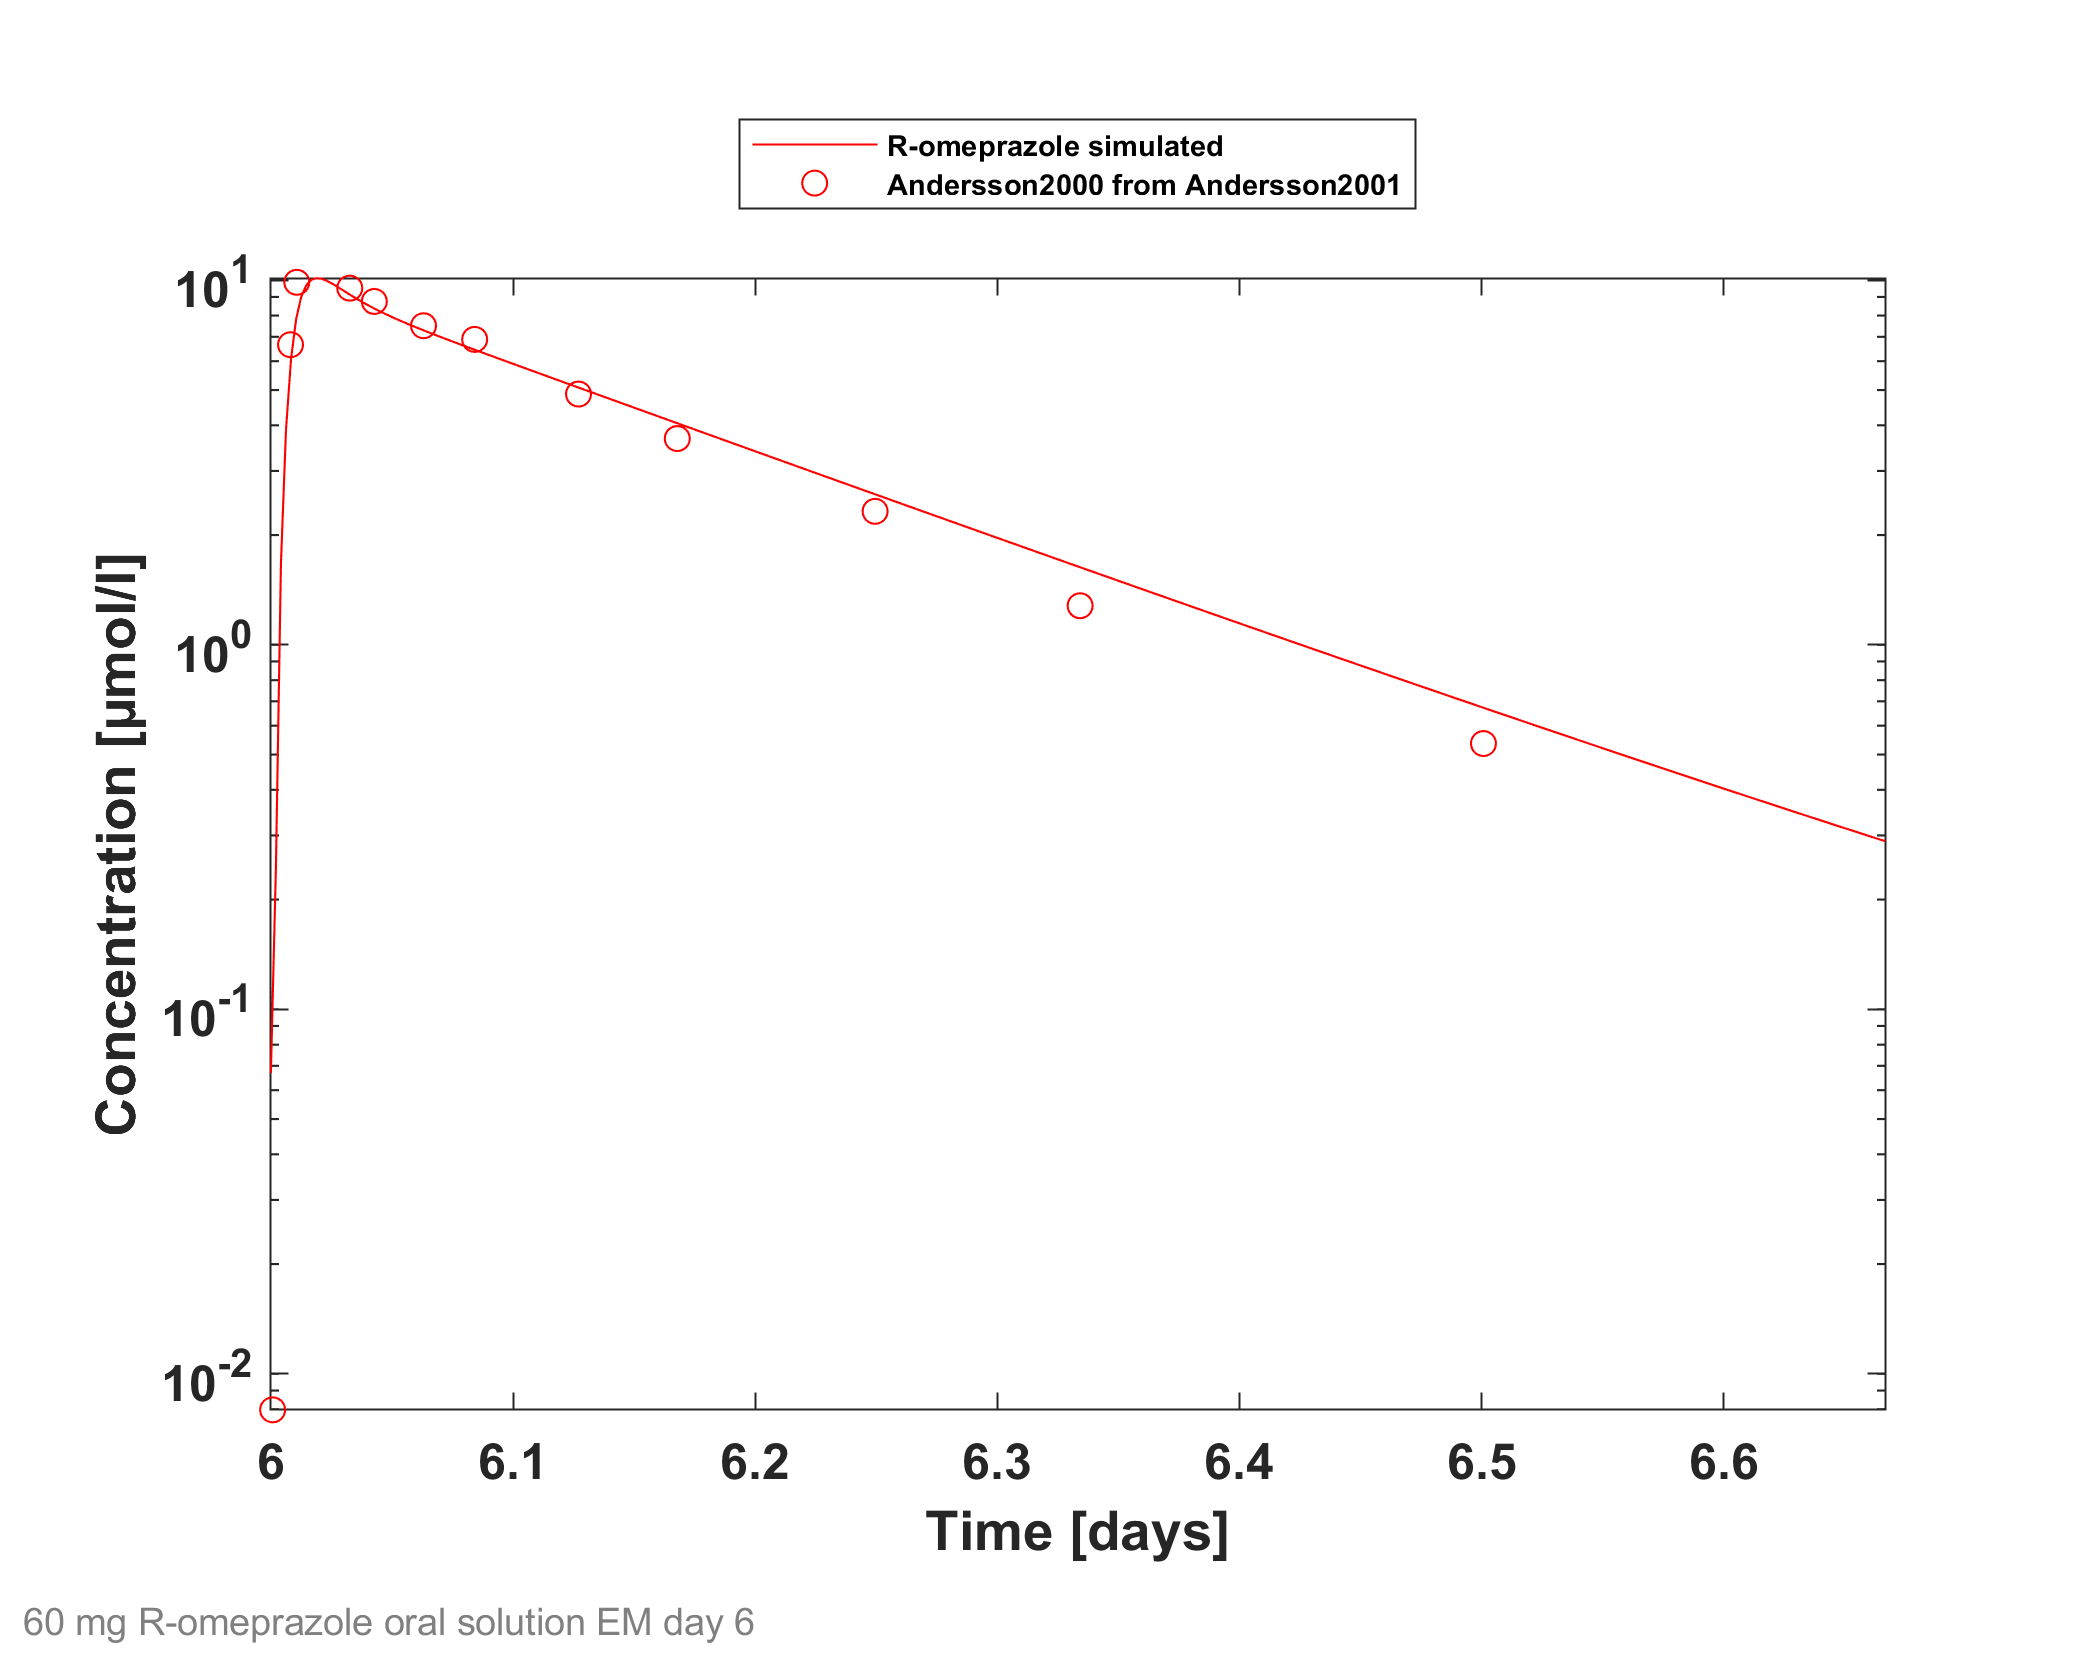 R-omeprazole simulated
Andersson2000 from Andersson2001
10^1
10^0
10^-1
10^-2
Concentration [µmol/l]
6 6.1 6.2 6.3 6.4 6.5 6.6
Time [days]
60 mg R-omeprazole oral solution EM day 6